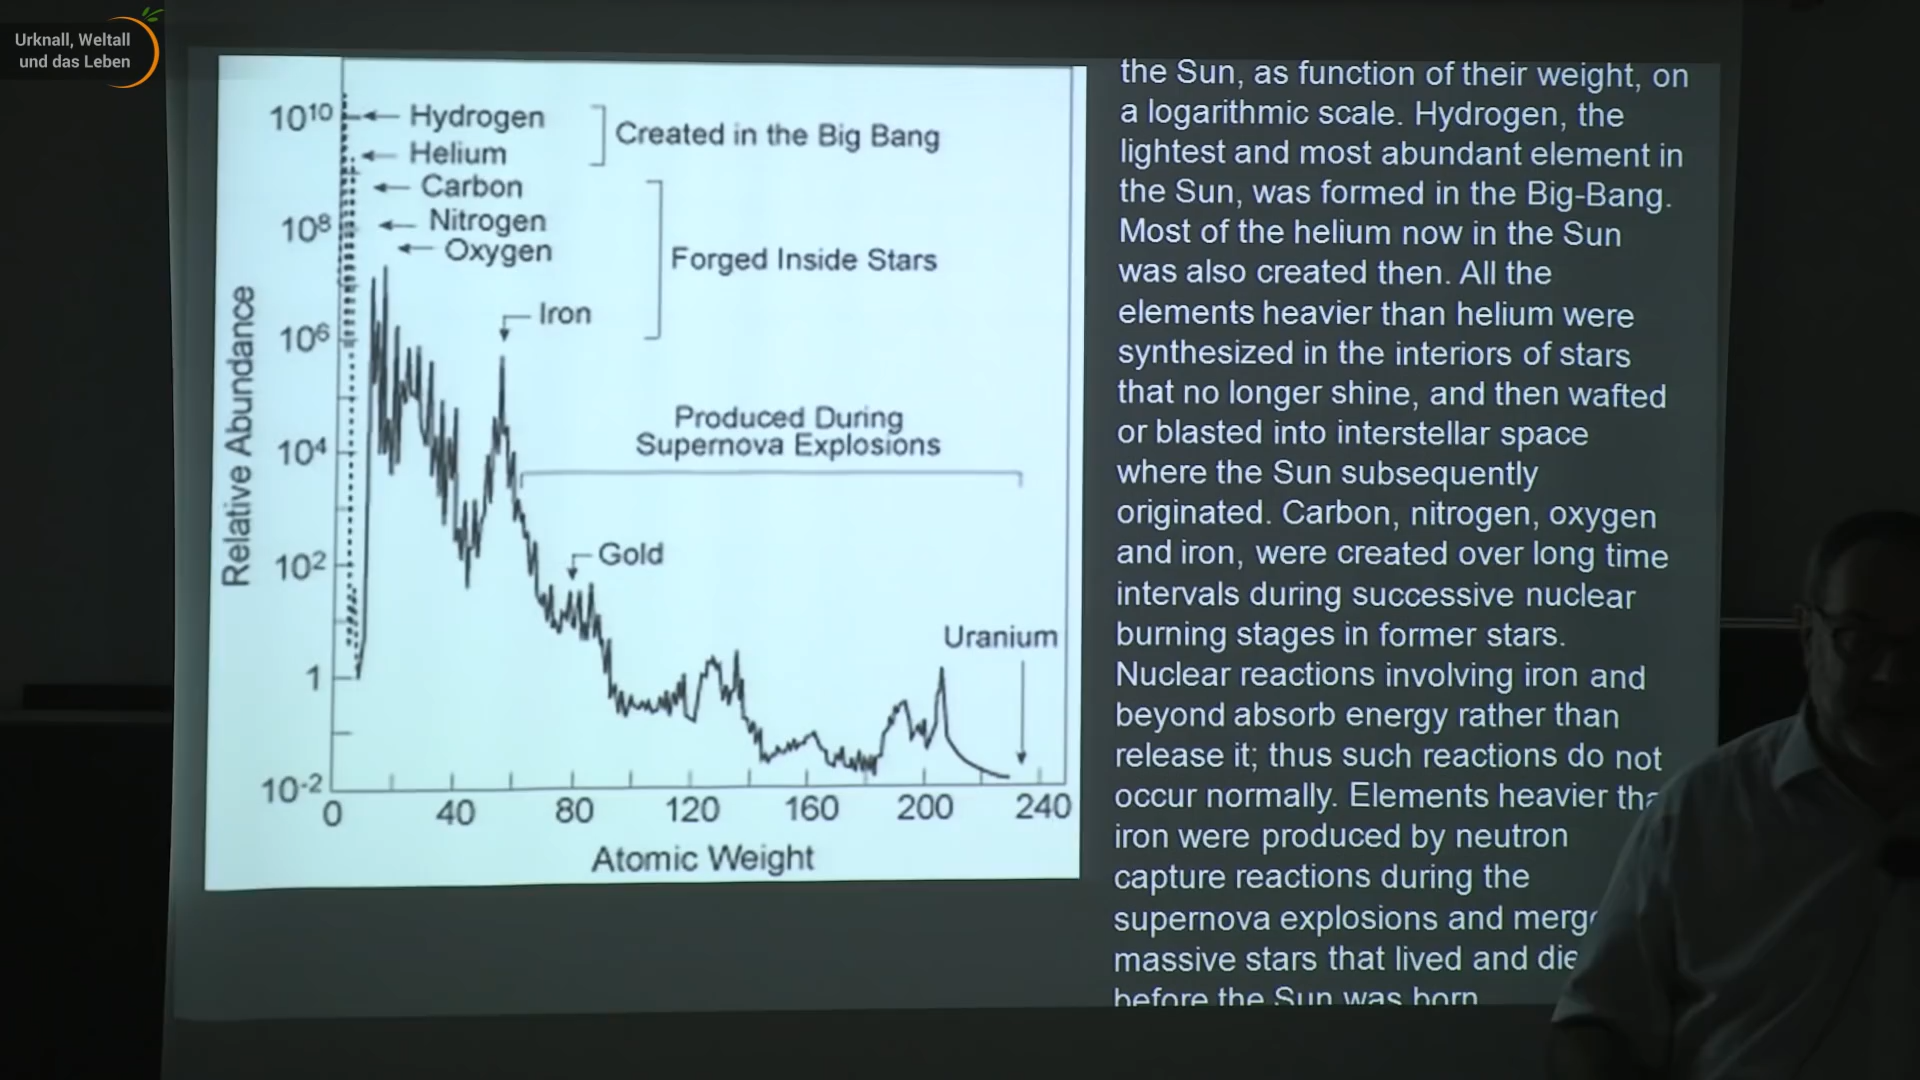 Urknall, Weltall
und das Leben
10¹⁰
Hydrogen
Created in the Big Bang
Helium
Carbon
10⁸
Nitrogen
Oxygen
Forged Inside Stars
Iron
10⁶
Produced During
Supernova Explosions
10⁴
Gold
10²
Uranium
1
10⁻²
Relative Abundance
0 40 80 120 160 200 240
Atomic Weight
the Sun, as function of their weight, on
a logarithmic scale. Hydrogen, the
lightest and most abundant element in
the Sun, was formed in the Big-Bang.
Most of the helium now in the Sun
was also created then. All the
elements heavier than helium were
synthesized in the interiors of stars
that no longer shine, and then wafted
or blasted into interstellar space
where the Sun subsequently
originated. Carbon, nitrogen, oxygen
and iron, were created over long time
intervals during successive nuclear
burning stages in former stars.
Nuclear reactions involving iron and
beyond absorb energy rather than
release it; thus such reactions do not
occur normally. Elements heavier
iron were produced by neutron
capture reactions during the
supernova explosions and
massive stars that lived and
before the Sun was born